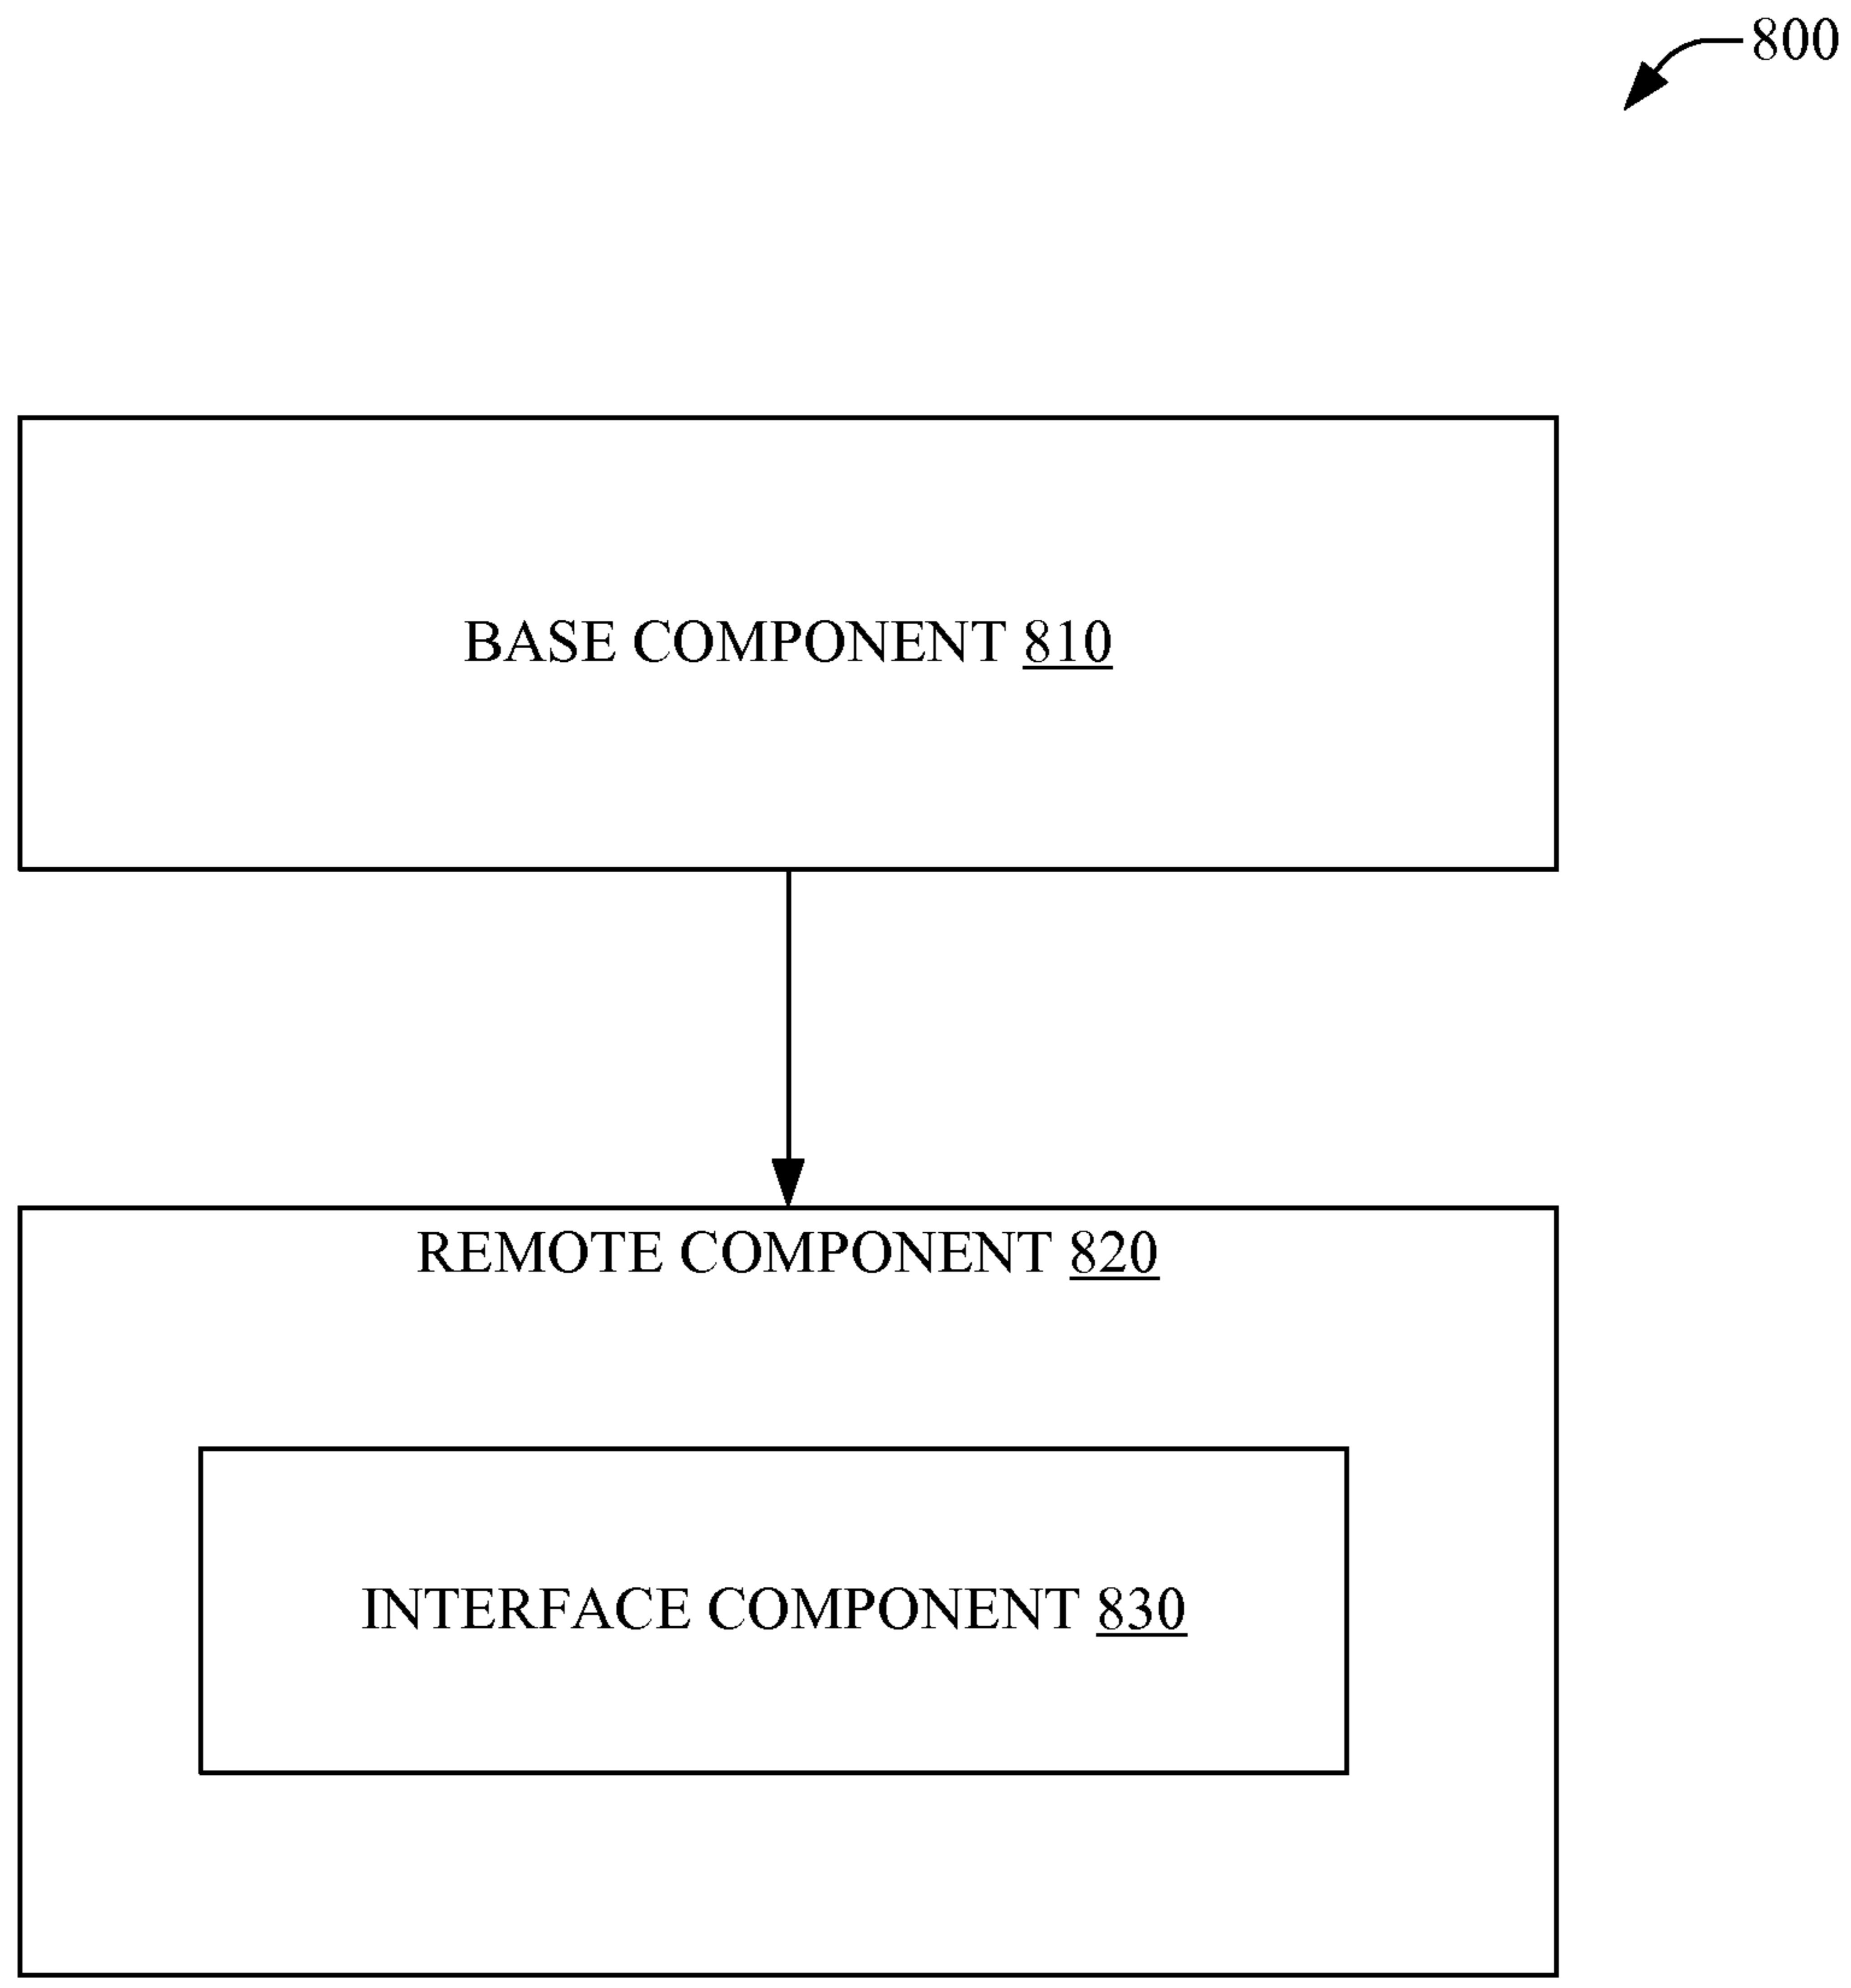 800
BASE COMPONENT 810
REMOTE COMPONENT 820
INTERFACE COMPONENT 830